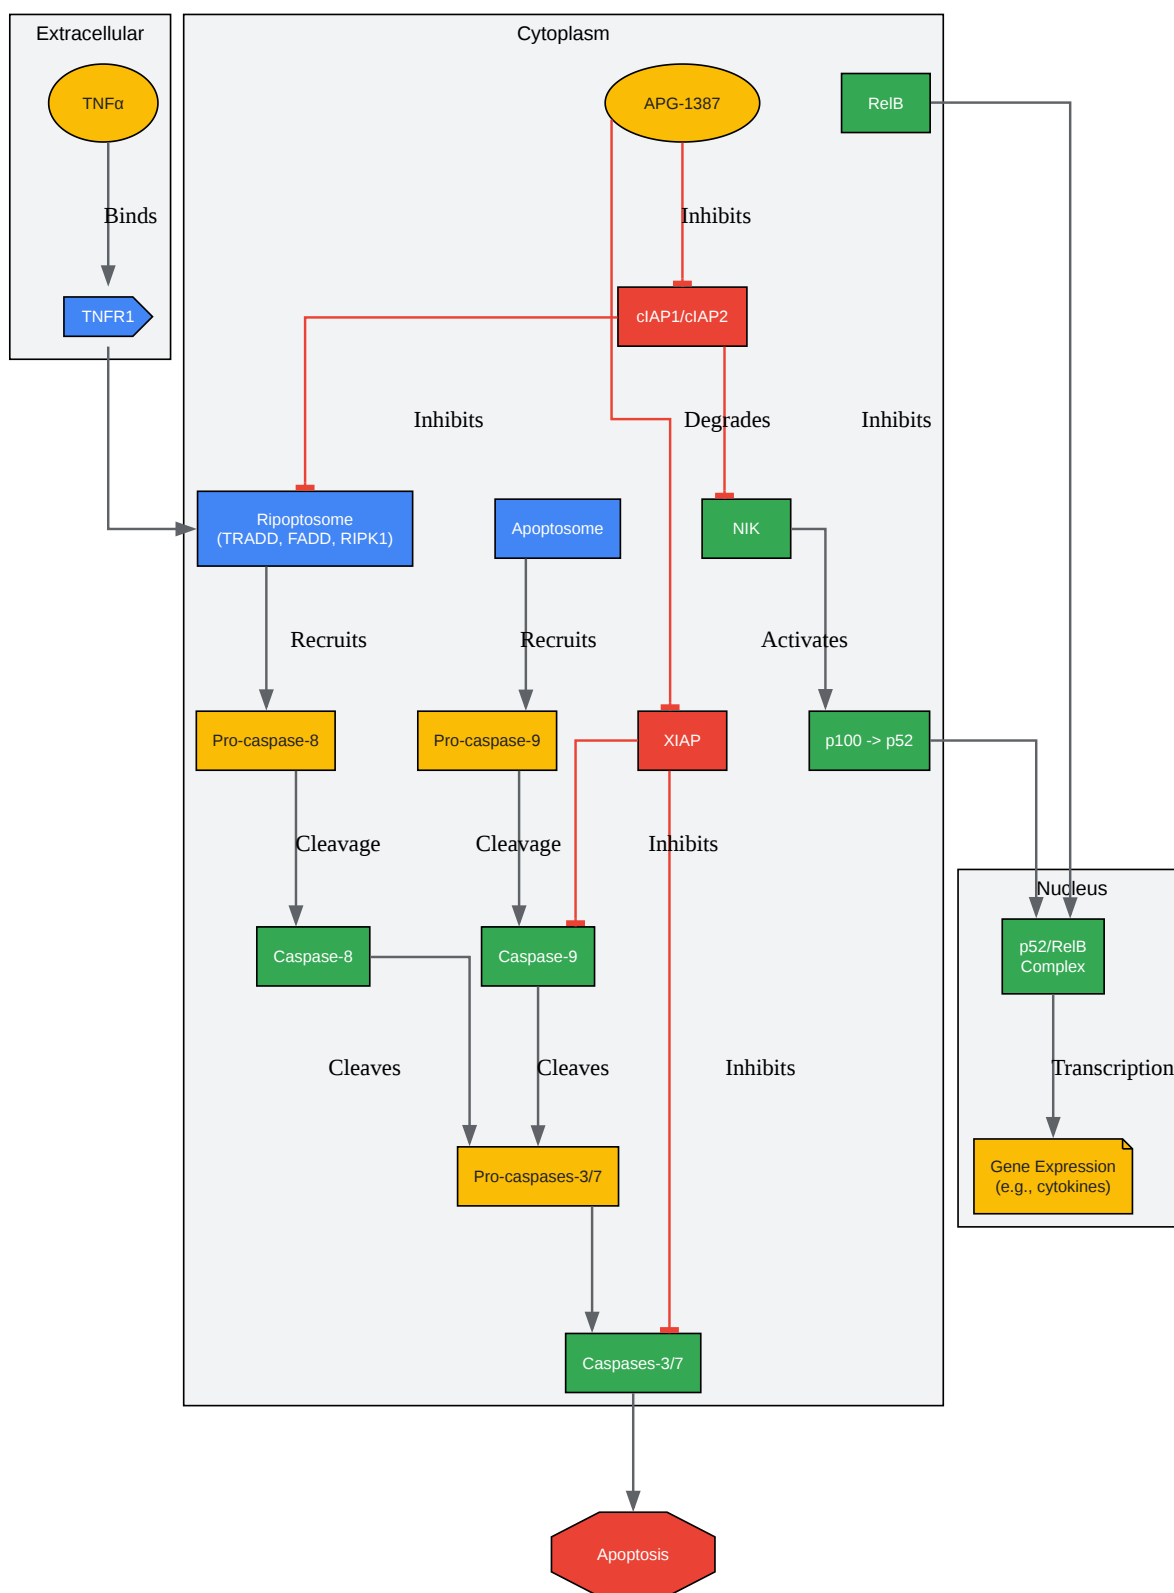 Extracellular
Cytoplasm
TNFα
APG-1387
RelB
Binds
Inhibits
TNFR1
cIAP1/cIAP2
Inhibits
Degrades
Inhibits
Ripoptosome
(TRADD, FADD, RIPK1)
Apoptosome
NIK
Recruits
Recruits
Activates
Pro-caspase-8
Pro-caspase-9
XIAP
p100 -> p52
Cleavage
Cleavage
Inhibits
Nucleus
Caspase-8
Caspase-9
p52/RelB
Complex
Cleaves
Cleaves
Inhibits
Transcription
Pro-caspases-3/7
Gene Expression
(e.g., cytokines)
Caspases-3/7
Apoptosis